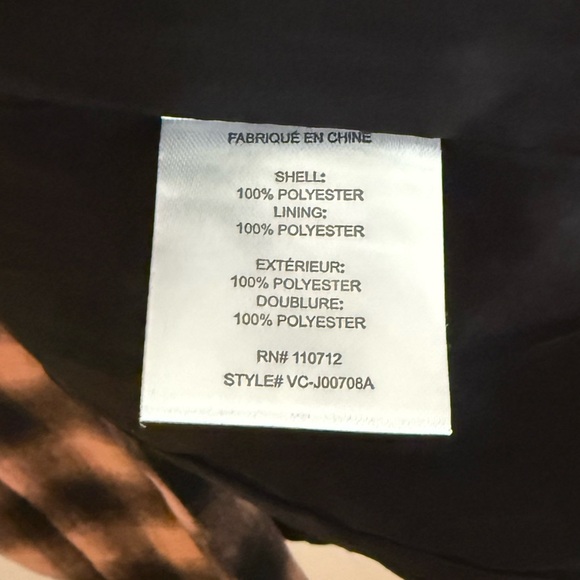 FABRIQUÉ EN CHINE
SHELL:
100% POLYESTER
LINING:
100% POLYESTER
EXTÉRIEUR:
100% POLYESTER
DOUBLURE:
100% POLYESTER
RN# 110712
STYLE# VC-J00708A